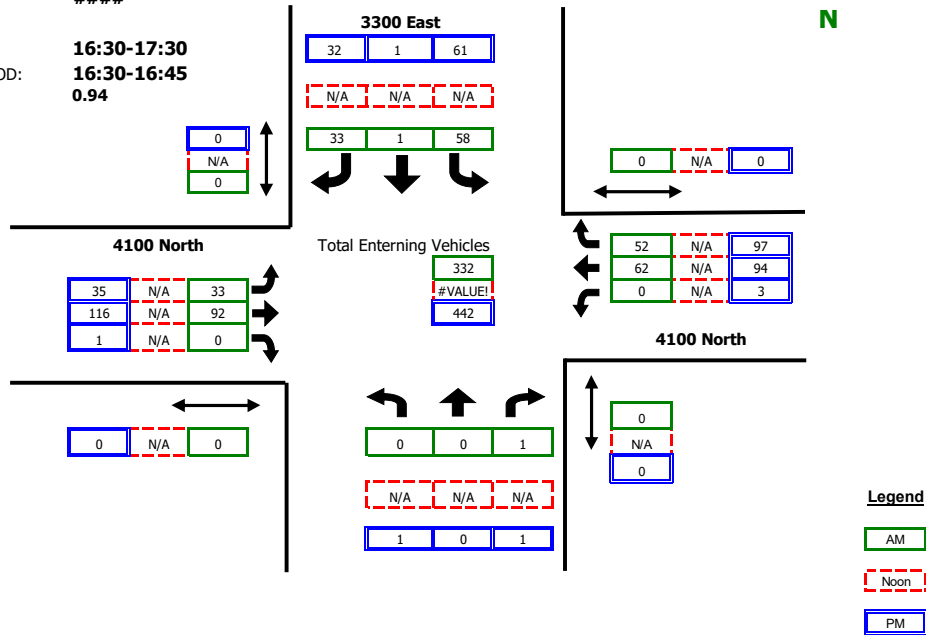 ####
3300 East
N
16:30-17:30
32 1 61
OD: 16:30-16:45
0.94
N/A N/A N/A
0
N/A
0
33 1 58
0 N/A 0
4100 North
Total Enterning Vehicles
332
#VALUE!
442
52 N/A 97
62 N/A 94
0 N/A 3
35 N/A 33
116 N/A 92
1 N/A 0
4100 North
0 N/A 0
0 0 1
0
N/A
0
N/A N/A N/A
1 0 1
Legend
AM
Noon
PM